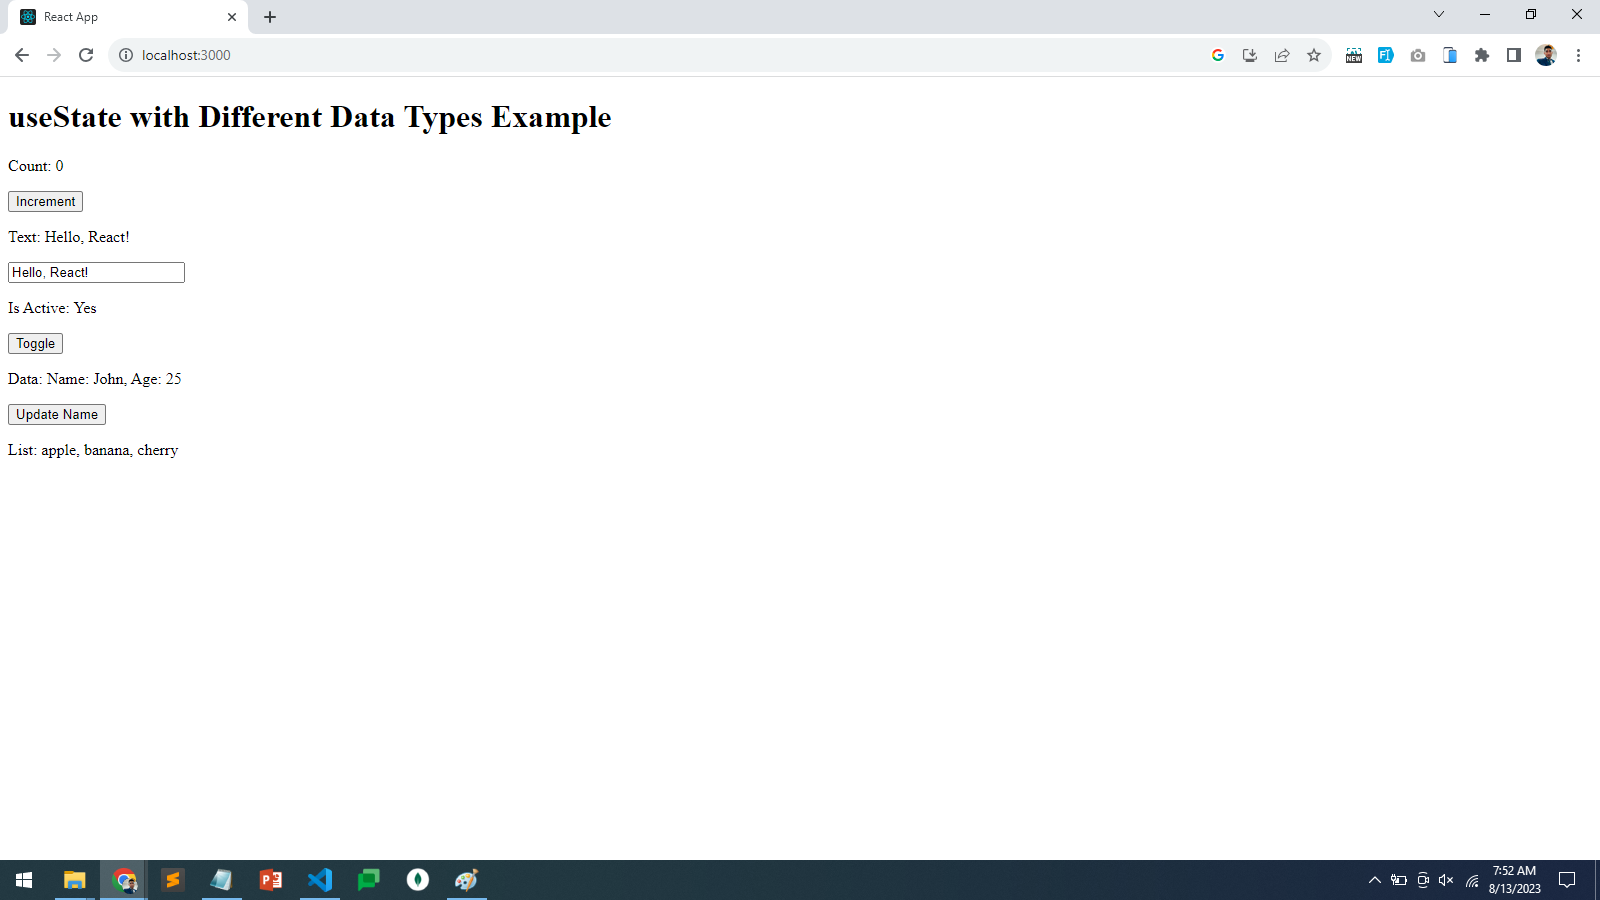 React App
localhost:3000
NEW
useState with Different Data Types Example
Count: 0
Increment
Text: Hello, React!
Hello, React!
Is Active: Yes
Toggle
Data: Name: John, Age: 25
Update Name
List: apple, banana, cherry
7:52 AM
8/13/2023